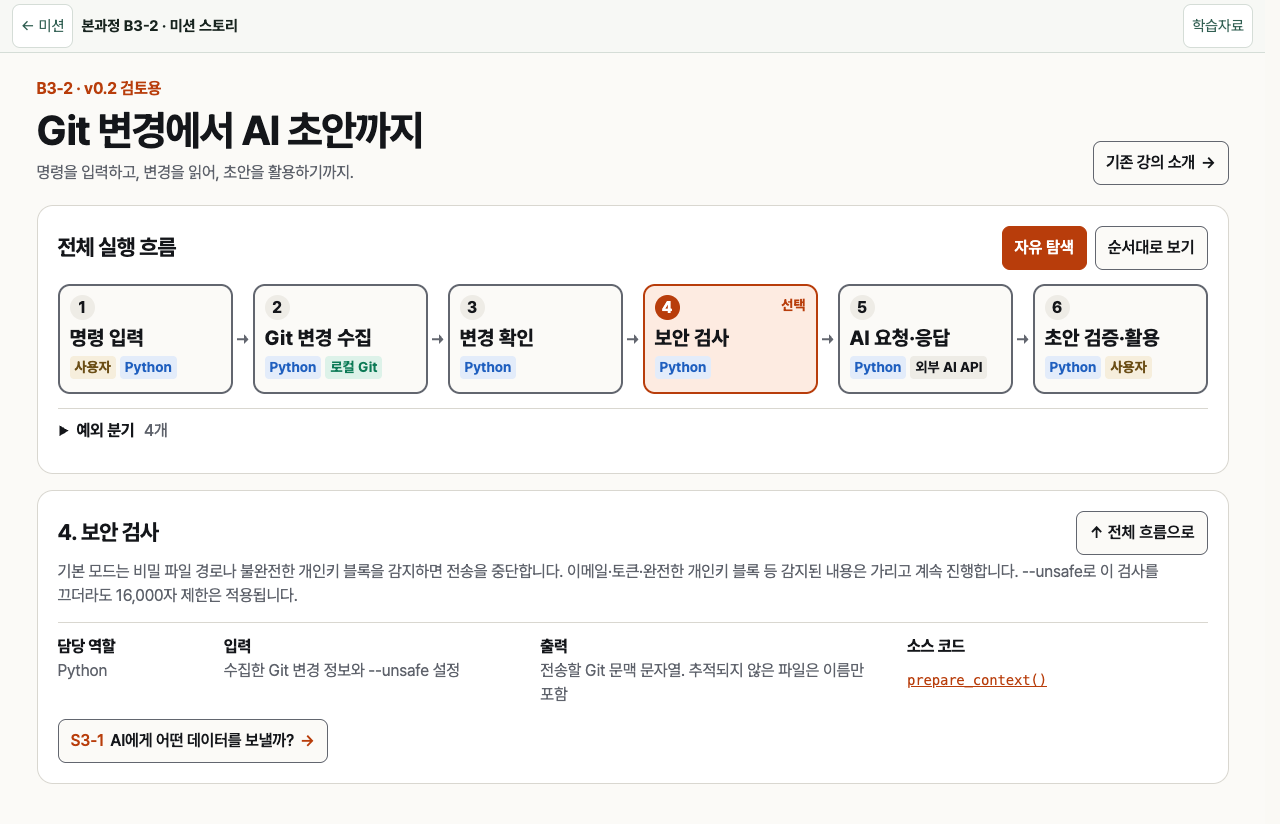 ← 미션
본과정 B3-2 · 미션 스토리
학습자료
B3-2 · v0.2 검토용
Git 변경에서 AI 초안까지
명령을 입력하고, 변경을 읽어, 초안을 활용하기까지.
기존 강의 소개 →
전체 실행 흐름
자유 탐색
순서대로 보기
1
명령 입력
사용자 Python
→
2
Git 변경 수집
Python 로컬 Git
→
3
변경 확인
Python
→
4 선택
보안 검사
Python
→
5
AI 요청·응답
Python 외부 AI API
→
6
초안 검증·활용
Python 사용자
▶ 예외 분기 4개
4. 보안 검사
↑ 전체 흐름으로
기본 모드는 비밀 파일 경로나 불완전한 개인키 블록을 감지하면 전송을 중단합니다. 이메일·토큰·완전한 개인키 블록 등 감지된 내용은 가리고 계속 진행합니다. --unsafe로 이 검사를
끄더라도 16,000자 제한은 적용됩니다.
담당 역할
Python
입력
수집한 Git 변경 정보와 --unsafe 설정
출력
전송할 Git 문맥 문자열. 추적되지 않은 파일은 이름만
포함
소스 코드
prepare_context()
S3-1 AI에게 어떤 데이터를 보낼까? →